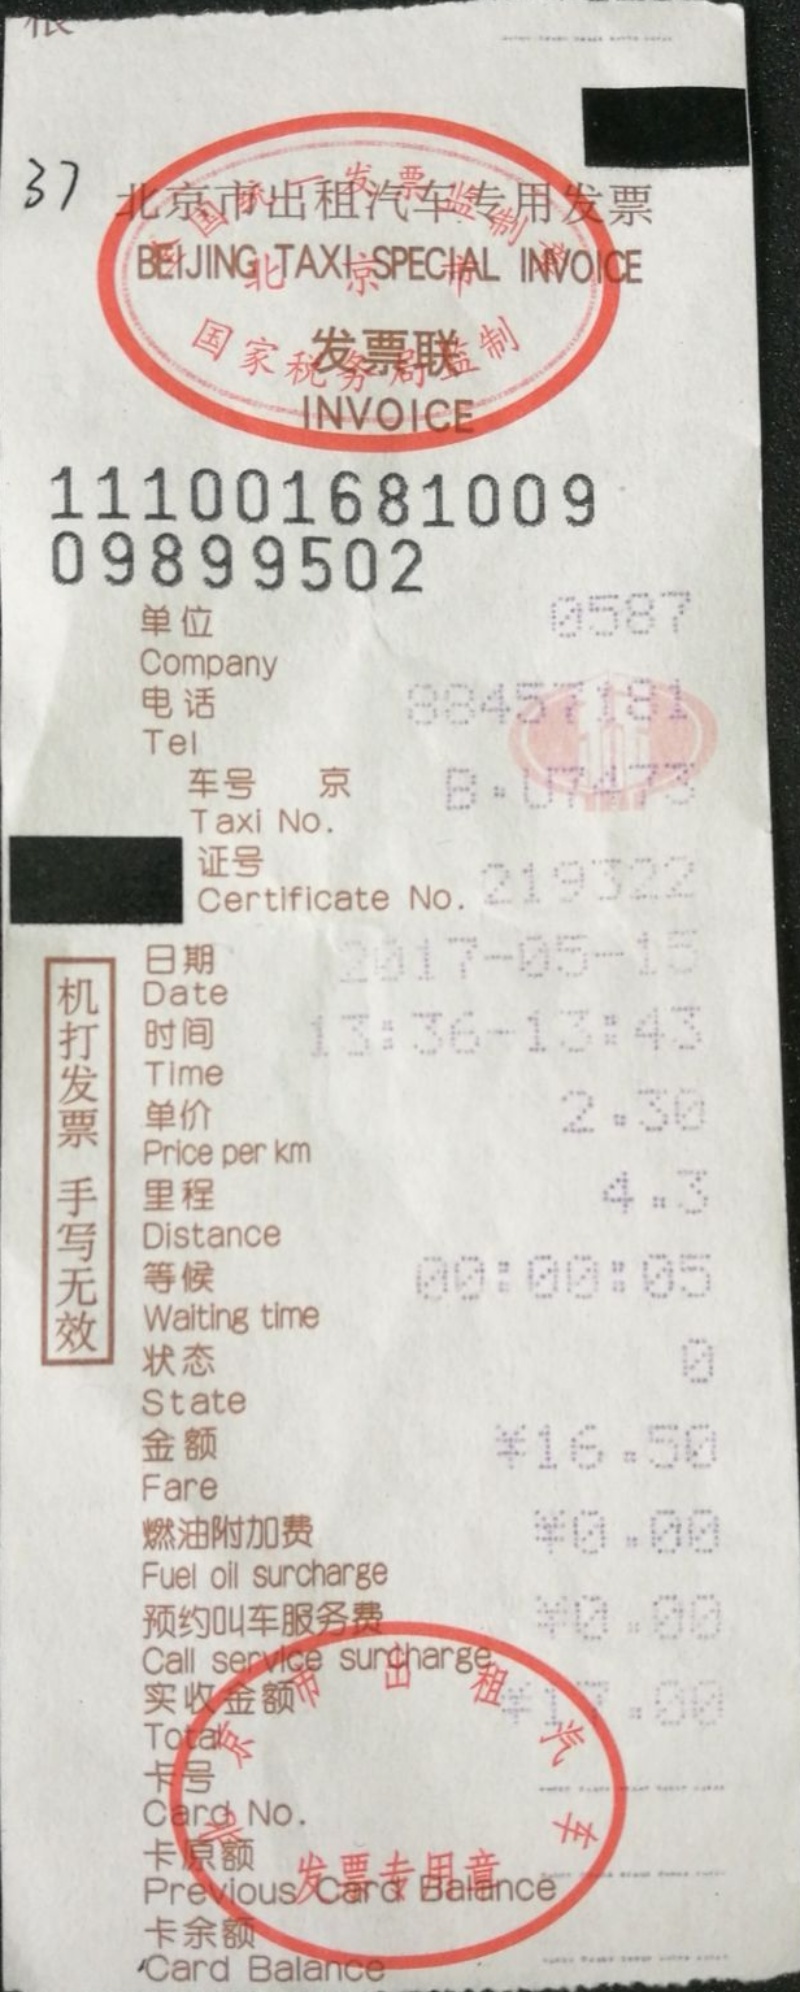 37
北京市出租汽车专用发票
BEIJING TAXI SPECIAL INVOICE
全国统一发票监制章
北京市
国家税务局监制
发票联
INVOICE
111001681009
09899502
单位 0587
Company
电话 88457181
Tel
车号 京 B·U7473
Taxi No.
证号 219322
Certificate No.
日期 2017-05-15
Date
时间 13:36-13:43
Time
单价 2.30
Price per km
里程 4.3
Distance
等候 00:00:05
Waiting time
状态 0
State
金额 ¥16.50
Fare
燃油附加费 ¥0.00
Fuel oil surcharge
预约叫车服务费 ¥0.00
Call service surcharge
实收金额 ¥17.00
Total
卡号
Card No.
卡原额
Previous Card Balance
卡余额
Card Balance
机打发票 手写无效
北京市出租汽车
发票专用章